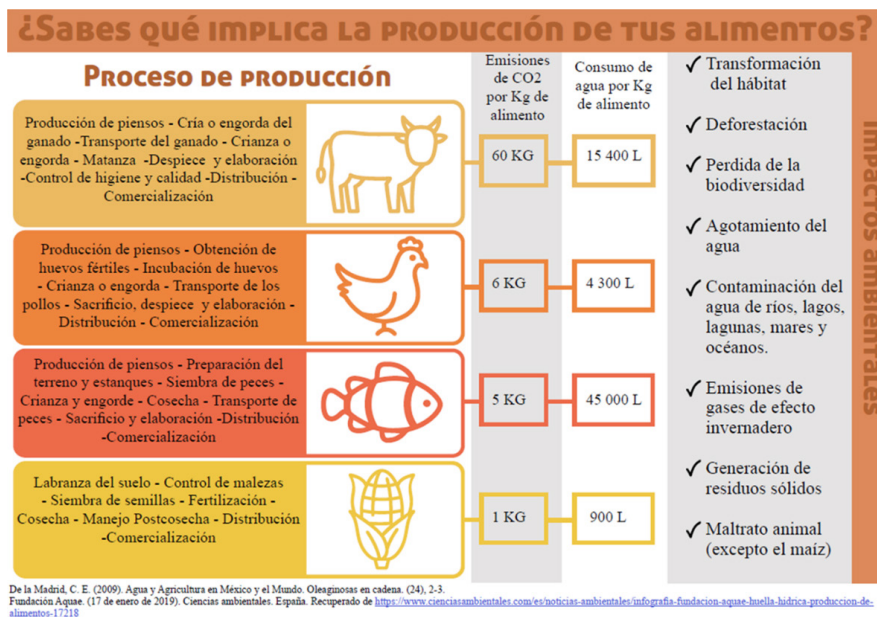 ¿Sabes qué implica la producción de tus alimentos?
Proceso de producción
Emisiones
de CO2
por Kg de
alimento
Consumo de
agua por Kg
de alimento
Producción de piensos - Cría o engorda del
ganado -Transporte del ganado - Crianza o
engorda - Matanza -Despiece y elaboración
-Control de higiene y calidad -Distribución -
Comercialización
60 KG
15 400 L
Producción de piensos - Obtención de
huevos fértiles - Incubación de huevos
- Crianza o engorda - Transporte de los
pollos - Sacrificio, despiece y elaboración -
Distribución - Comercialización
6 KG
4 300 L
Producción de piensos - Preparación del
terreno y estanques - Siembra de peces -
Crianza y engorde - Cosecha - Transporte de
peces - Sacrificio y elaboración -Distribución
-Comercialización
5 KG
45 000 L
Labranza del suelo - Control de malezas
- Siembra de semillas - Fertilización -
Cosecha - Manejo Postcosecha - Distribución
-Comercialización
1 KG
900 L
✓ Transformación
del hábitat
✓ Deforestación
✓ Perdida de la
biodiversidad
✓ Agotamiento del
agua
✓ Contaminación del
agua de ríos, lagos,
lagunas, mares y
océanos.
✓ Emisiones de
gases de efecto
invernadero
✓ Generación de
residuos sólidos
✓ Maltrato animal
(excepto el maíz)
Impactos ambientales
De la Madrid, C. E. (2009). Agua y Agricultura en México y el Mundo. Oleaginosas en cadena. (24), 2-3.
Fundación Aquae. (17 de enero de 2019). Ciencias ambientales. España. Recuperado de https://www.cienciasambientales.com/es/noticias-ambientales/infografia-fundacion-aquae-huella-hidrica-produccion-de-
alimentos-17218